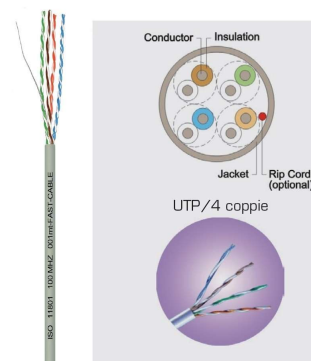 Conductor
Insulation
Jacket
Rip Cord
(optional)
UTP/4 coppie
ISO 11801 100 MHZ 001mt-FAST-CABLE